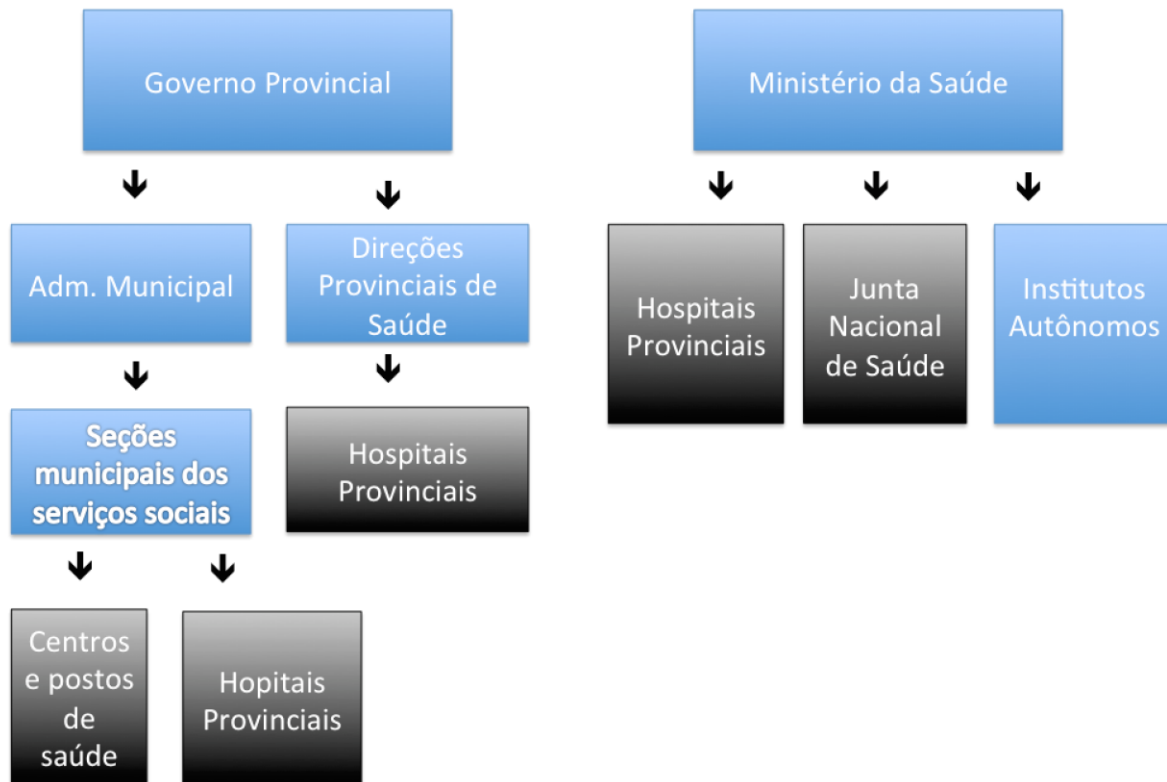 Governo Provincial
Ministério da Saúde
Adm. Municipal
Direções
Provinciais de
Saúde
Hospitais
Provinciais
Junta
Nacional
de Saúde
Institutos
Autônomos
Seções
municipais dos
serviços sociais
Hospitais
Provinciais
Centros
e postos
de
saúde
Hopitais
Provinciais